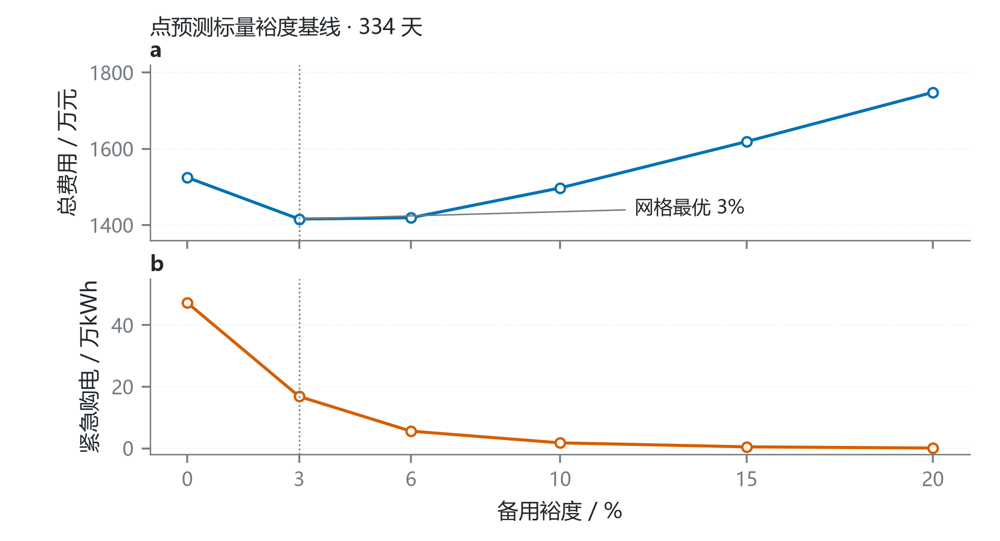 点预测标量裕度基线 · 334 天
a
总费用 / 万元
1800
1600
1400
网格最优 3%
b
紧急购电 / 万kWh
40
20
0
0 3 6 10 15 20
备用裕度 / %